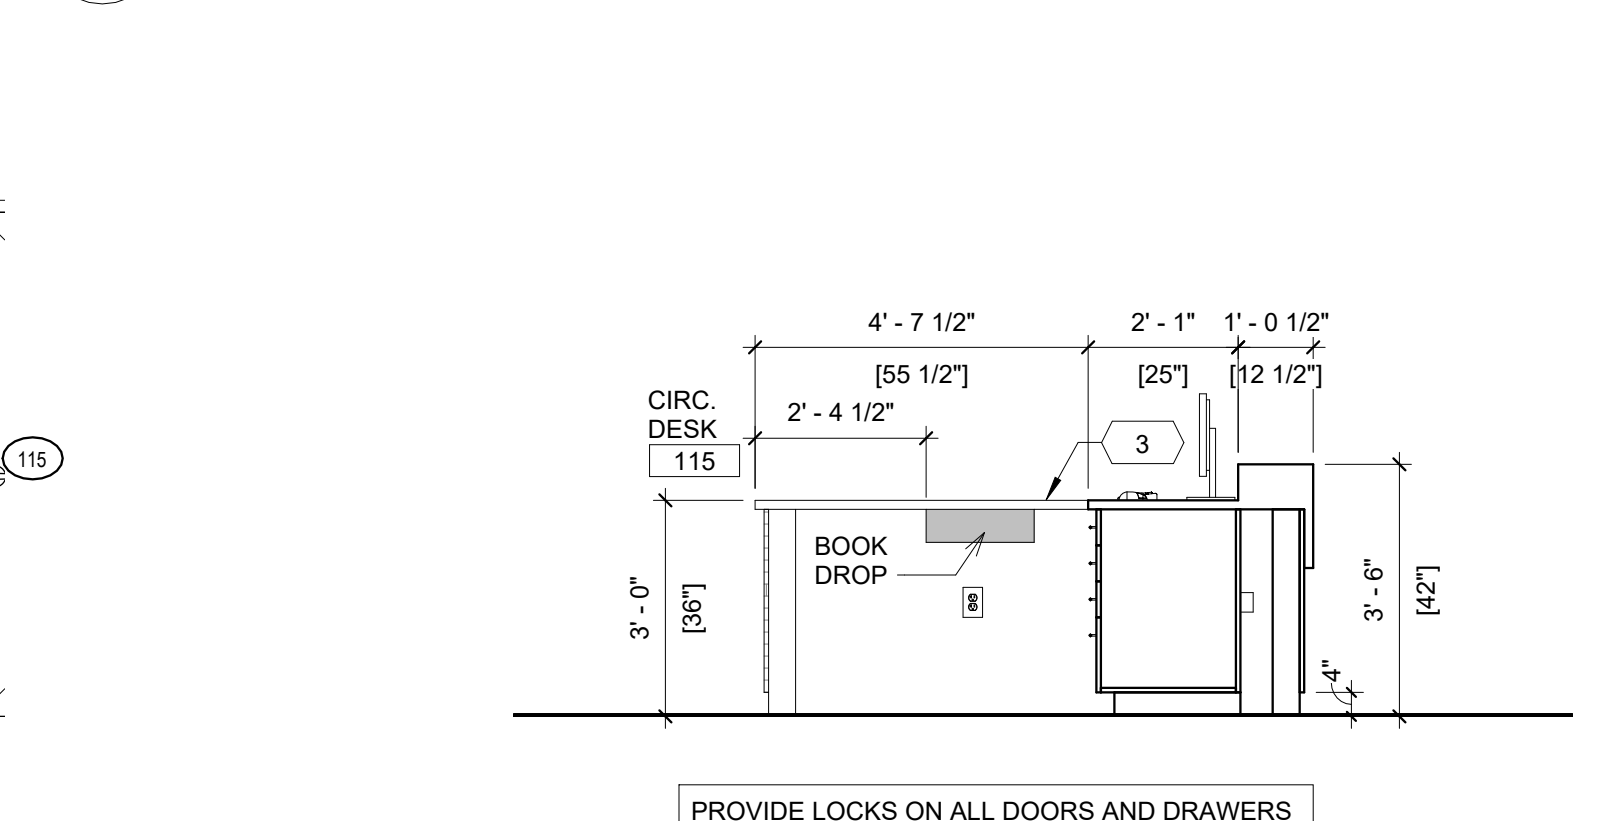 4' - 7 1/2"
2' - 1"
1' - 0 1/2"
[55 1/2"]
[25"]
[12 1/2"]
CIRC.
DESK
115
2' - 4 1/2"
3
115
BOOK
DROP
3' - 0"
[36"]
3' - 6"
[42"]
4"
PROVIDE LOCKS ON ALL DOORS AND DRAWERS